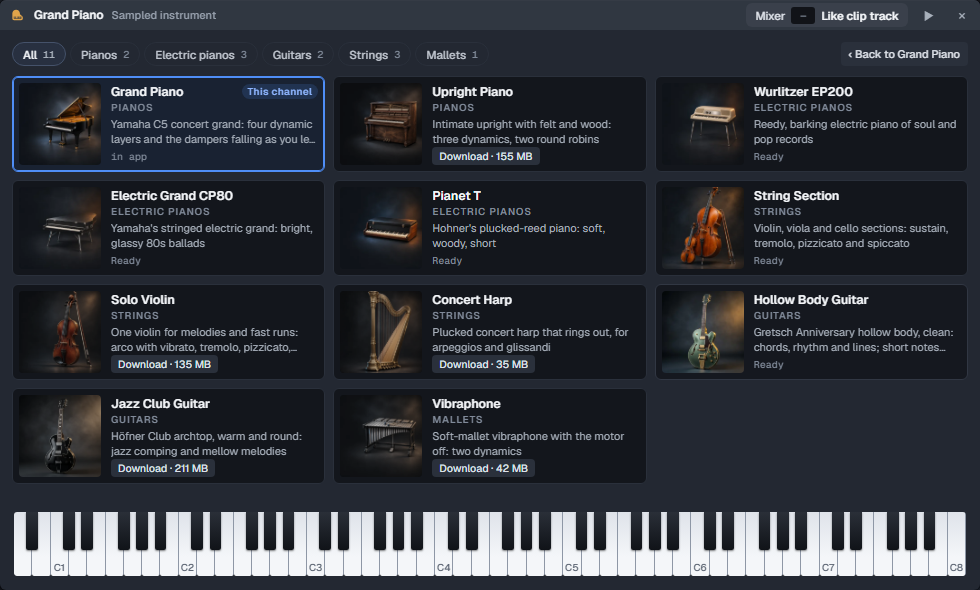 Grand Piano Sampled instrument Mixer – Like clip track
All 11 Pianos 2 Electric pianos 3 Guitars 2 Strings 3 Mallets 1 ‹ Back to Grand Piano
Grand Piano This channel
PIANOS
Yamaha C5 concert grand: four dynamic
layers and the dampers falling as you le…
in app
Upright Piano
PIANOS
Intimate upright with felt and wood:
three dynamics, two round robins
Download · 155 MB
Wurlitzer EP200
ELECTRIC PIANOS
Reedy, barking electric piano of soul and
pop records
Ready
Electric Grand CP80
ELECTRIC PIANOS
Yamaha's stringed electric grand: bright,
glassy 80s ballads
Ready
Pianet T
ELECTRIC PIANOS
Hohner's plucked-reed piano: soft,
woody, short
Ready
String Section
STRINGS
Violin, viola and cello sections: sustain,
tremolo, pizzicato and spiccato
Ready
Solo Violin
STRINGS
One violin for melodies and fast runs:
arco with vibrato, tremolo, pizzicato,…
Download · 135 MB
Concert Harp
STRINGS
Plucked concert harp that rings out, for
arpeggios and glissandi
Download · 35 MB
Hollow Body Guitar
GUITARS
Gretsch Anniversary hollow body, clean:
chords, rhythm and lines; short notes…
Ready
Jazz Club Guitar
GUITARS
Höfner Club archtop, warm and round:
jazz comping and mellow melodies
Download · 211 MB
Vibraphone
MALLETS
Soft-mallet vibraphone with the motor
off: two dynamics
Download · 42 MB
C1 C2 C3 C4 C5 C6 C7 C8